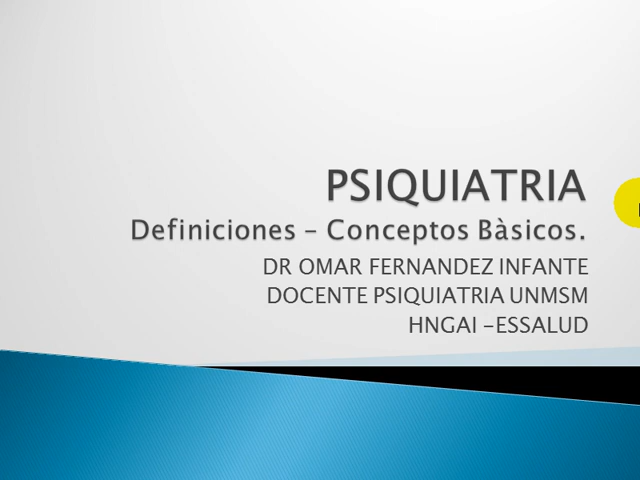 PSIQUIATRIA
Definiciones – Conceptos Bàsicos.
DR OMAR FERNANDEZ INFANTE
DOCENTE PSIQUIATRIA UNMSM
HNGAI -ESSALUD